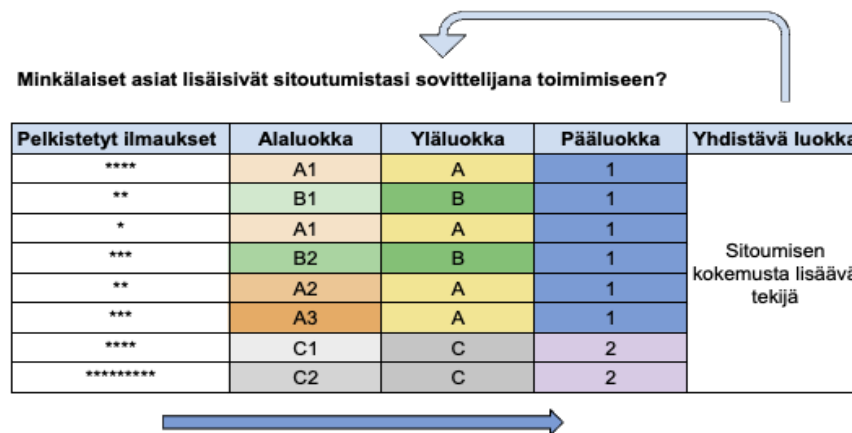 Minkälaiset asiat lisäisivät sitoutumistasi sovittelijana toimimiseen?
Pelkistetyt ilmaukset Alaluokka Yläluokka Pääluokka Yhdistävä luokka
**** A1 A 1
** B1 B 1
* A1 A 1
*** B2 B 1
** A2 A 1
*** A3 A 1
**** C1 C 2
********* C2 C 2
Sitoumisen
kokemusta lisäävä
tekijä